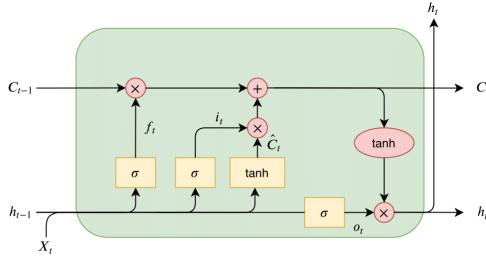 h_t
C_{t-1}
×
+
C
f_t
i_t
×
Ĉ_t
tanh
σ
σ
tanh
h_{t-1}
σ
×
h_t
X_t
o_t